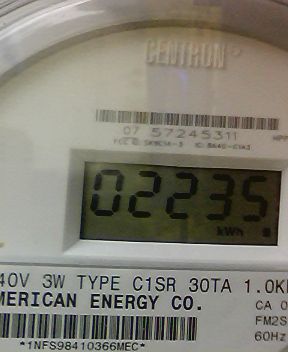 CENTRON
07 57245311
02235
kWh
40V 3W TYPE C1SR 30TA 1.0K
MERICAN ENERGY CO. CA 0
FM2S
60Hz
*1NFS98410366MEC*